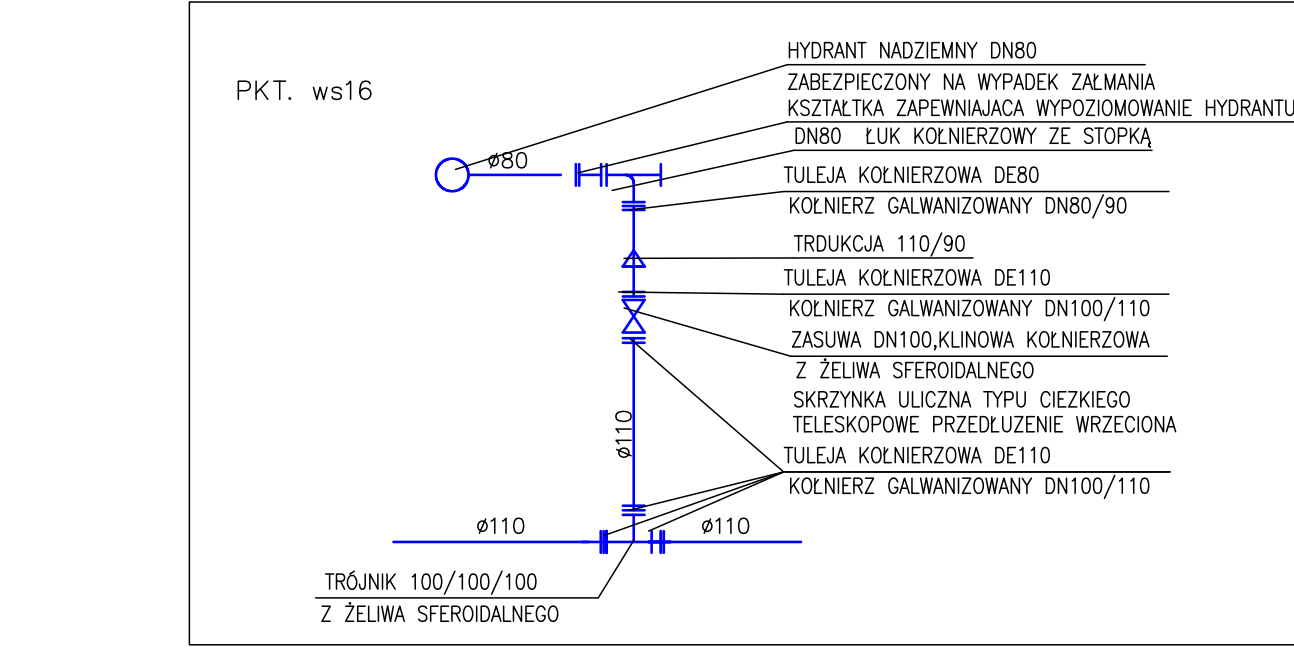 HYDRANT NADZIEMNY DN80
ZABEZPIECZONY NA WYPADEK ZAŁMANIA
PKT. ws16
KSZTAŁTKA ZAPEWNIAJACA WYPOZIOMOWANIE HYDRANTU
DN80 ŁUK KOŁNIERZOWY ZE STOPKĄ
ø80
TULEJA KOŁNIERZOWA DE80
KOŁNIERZ GALWANIZOWANY DN80/90
TRDUKCJA 110/90
TULEJA KOŁNIERZOWA DE110
KOŁNIERZ GALWANIZOWANY DN100/110
ZASUWA DN100,KLINOWA KOŁNIERZOWA
Z ŻELIWA SFEROIDALNEGO
SKRZYNKA ULICZNA TYPU CIEZKIEGO
TELESKOPOWE PRZEDŁUZENIE WRZECIONA
ø110
TULEJA KOŁNIERZOWA DE110
KOŁNIERZ GALWANIZOWANY DN100/110
ø110
ø110
TRÓJNIK 100/100/100
Z ŻELIWA SFEROIDALNEGO